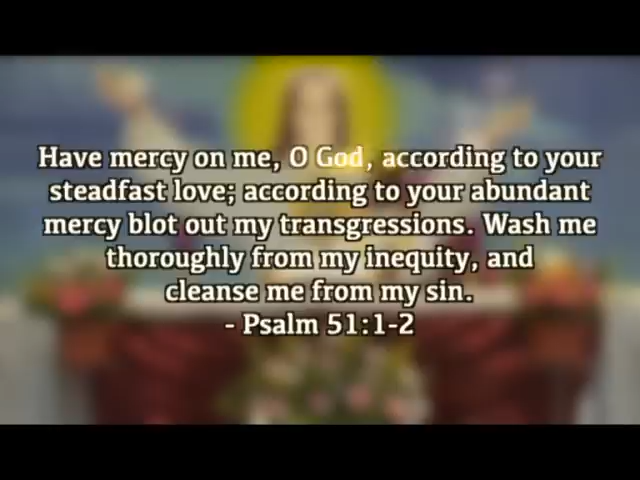 Have mercy on me, O God, according to your
steadfast love; according to your abundant
mercy blot out my transgressions. Wash me
thoroughly from my inequity, and
cleanse me from my sin.
- Psalm 51:1-2